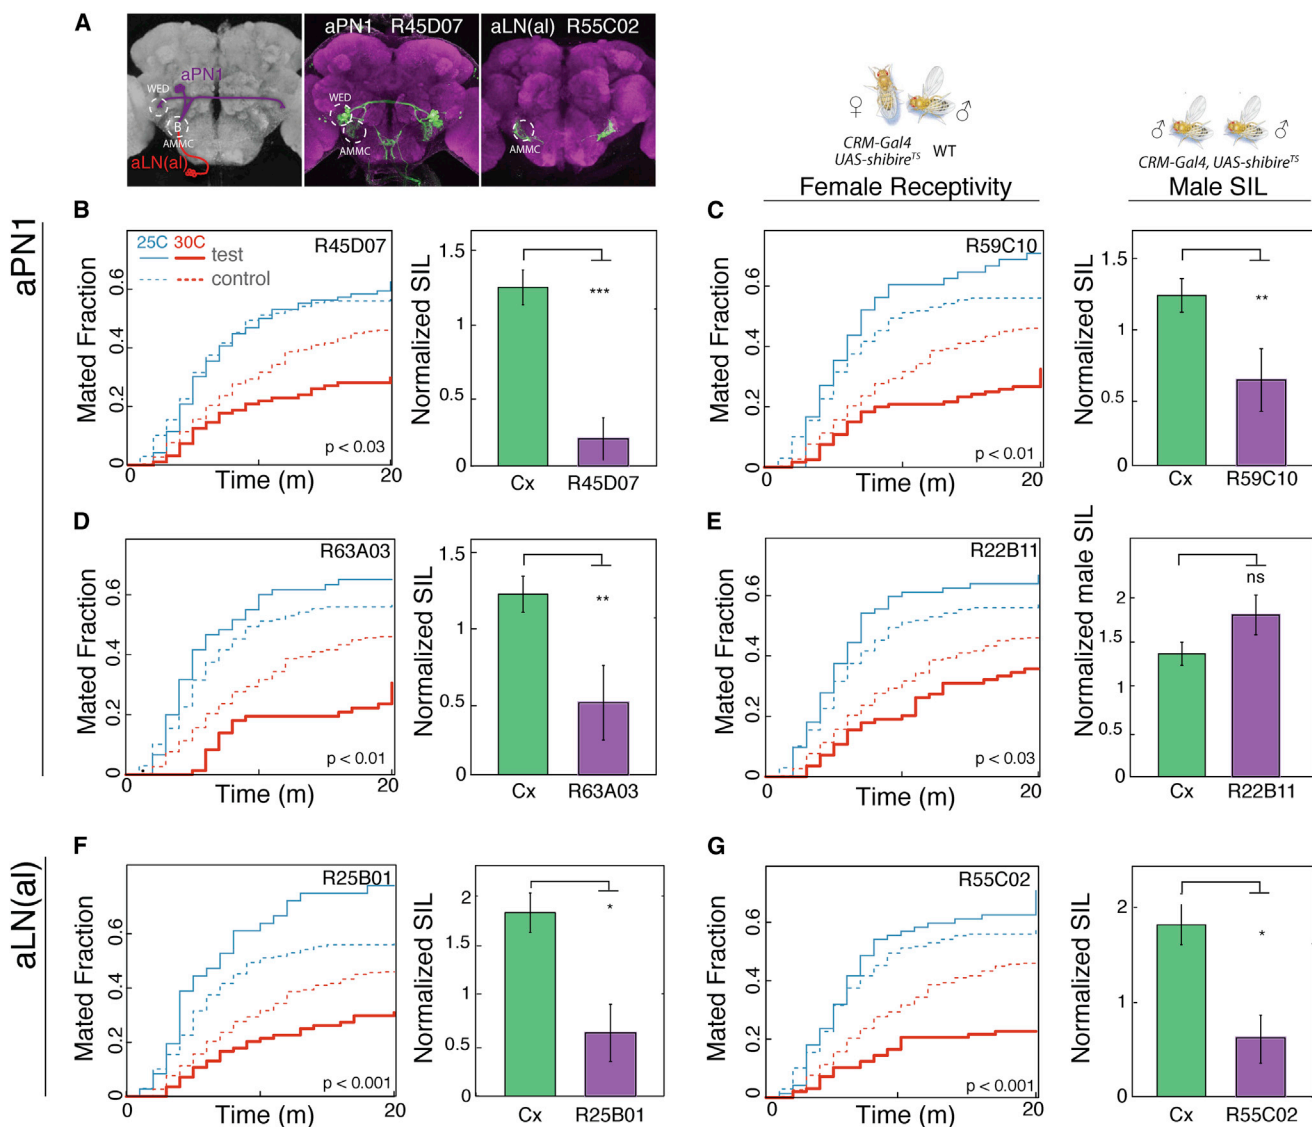 A
aPN1
WED
B
AMMC
aLN(al)
aPN1 R45D07
WED
AMMC
aLN(al) R55C02
AMMC
♀ ♂
CRM-Gal4
UAS-shibireTS WT
Female Receptivity
♂ ♂
CRM-Gal4, UAS-shibireTS
Male SIL
aPN1
B
25C 30C
test
control
R45D07
Mated Fraction
0.6
0.4
0.2
0
p < 0.03
0 Time (m) 20
Normalized SIL
1.5
1
0.5
0
***
Cx R45D07
C
R59C10
Mated Fraction
0.6
0.4
0.2
0
p < 0.01
0 Time (m) 20
Normalized SIL
1.5
1
0.5
0
**
Cx R59C10
D
R63A03
Mated Fraction
0.6
0.4
0.2
0
p < 0.01
0 Time (m) 20
Normalized SIL
1.5
1
0.5
0
**
Cx R63A03
E
R22B11
Mated Fraction
0.6
0.4
0.2
0
p < 0.03
0 Time (m) 20
Normalized male SIL
2
1.5
1
0.5
0
ns
Cx R22B11
aLN(al)
F
R25B01
Mated Fraction
0.6
0.4
0.2
0
p < 0.001
0 Time (m) 20
Normalized SIL
2
1.5
1
0.5
0
*
Cx R25B01
G
R55C02
Mated Fraction
0.6
0.4
0.2
0
p < 0.001
0 Time (m) 20
Normalized SIL
2
1
0
*
Cx R55C02